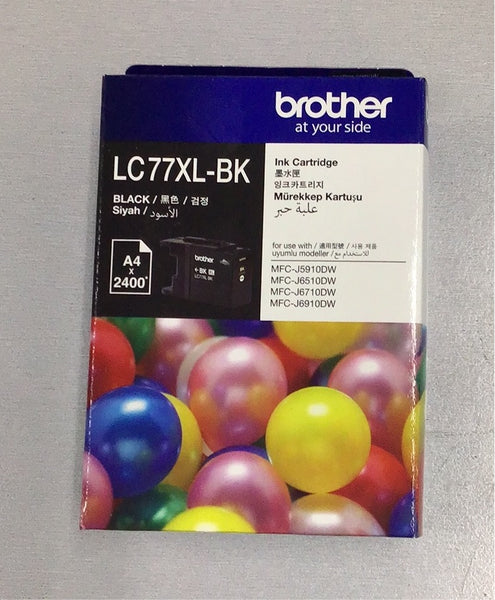 brother
at your side
LC77XL-BK
BLACK / 黑色 / 검정
Siyah / الأسود
A4
x
2400*
brother
BK
LC77XL-BK
Ink Cartridge
墨水匣
잉크카트리지
Mürekkep Kartuşu
علبة حبر
for use with / 適用型號 / 사용 제품
uyumlu modeller / للاستخدام مع
MFC-J5910DW
MFC-J6510DW
MFC-J6710DW
MFC-J6910DW